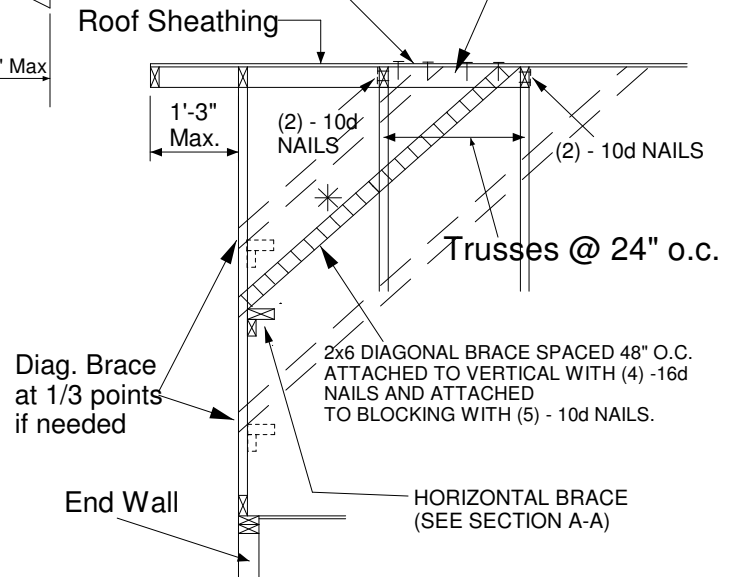 Roof Sheathing
" Max
1'-3"
Max.
(2) - 10d
NAILS
(2) - 10d NAILS
Trusses @ 24" o.c.
Diag. Brace
at 1/3 points
if needed
2x6 DIAGONAL BRACE SPACED 48" O.C.
ATTACHED TO VERTICAL WITH (4) -16d
NAILS AND ATTACHED
TO BLOCKING WITH (5) - 10d NAILS.
End Wall
HORIZONTAL BRACE
(SEE SECTION A-A)